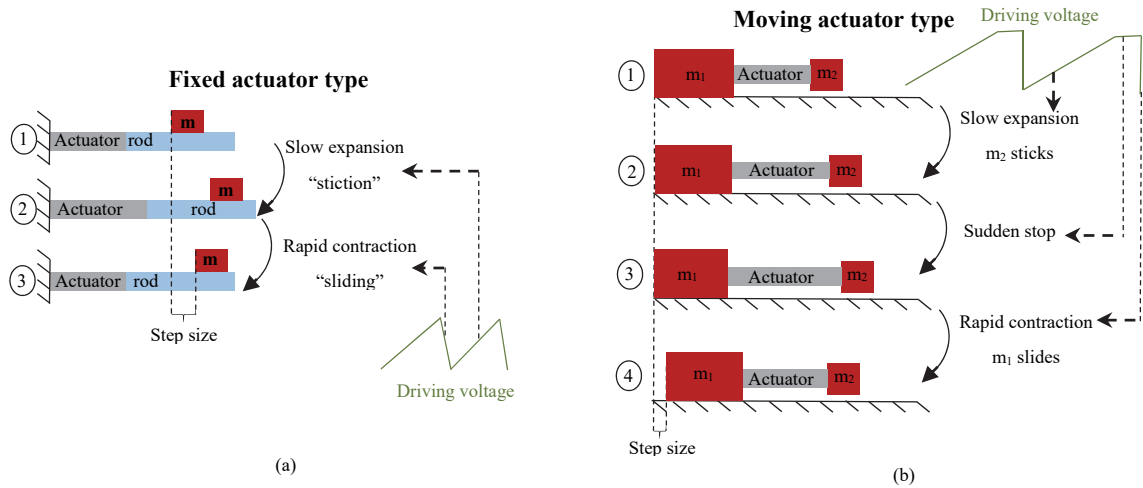 Fixed actuator type
1
Actuator
rod
m
Slow expansion
“stiction”
2
Actuator
rod
m
Rapid contraction
“sliding”
3
Actuator
rod
m
Step size
Driving voltage
(a)
Moving actuator type
Driving voltage
1
m1
Actuator
m2
Slow expansion
m2 sticks
2
m1
Actuator
m2
Sudden stop
3
m1
Actuator
m2
Rapid contraction
m1 slides
4
m1
Actuator
m2
Step size
(b)